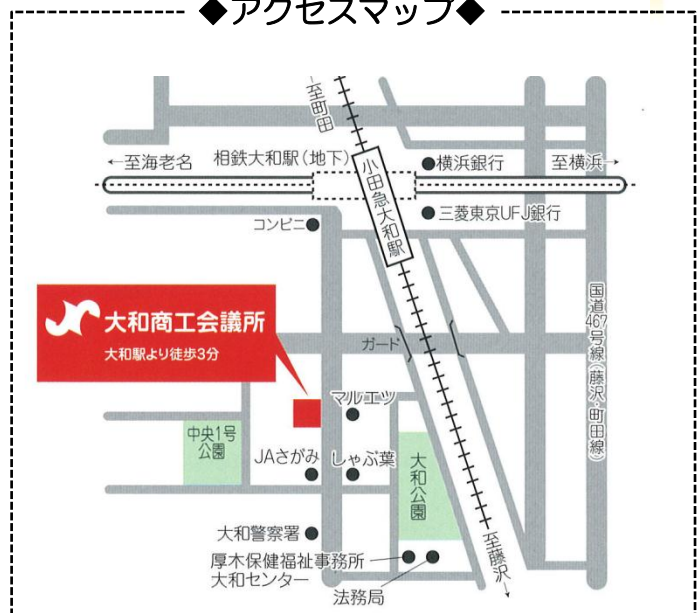 ◆アクセスマップ◆
至町田
←至海老名
相鉄大和駅(地下)
小田急大和駅
横浜銀行
至横浜→
コンビニ
三菱東京UFJ銀行
国道467号線(藤沢・町田線)
大和商工会議所
大和駅より徒歩3分
ガード
マルエツ
中央1号
公園
JAさがみ
しゃぶ葉
大和公園
大和警察署
厚木保健福祉事務所
大和センター
法務局
至藤沢→